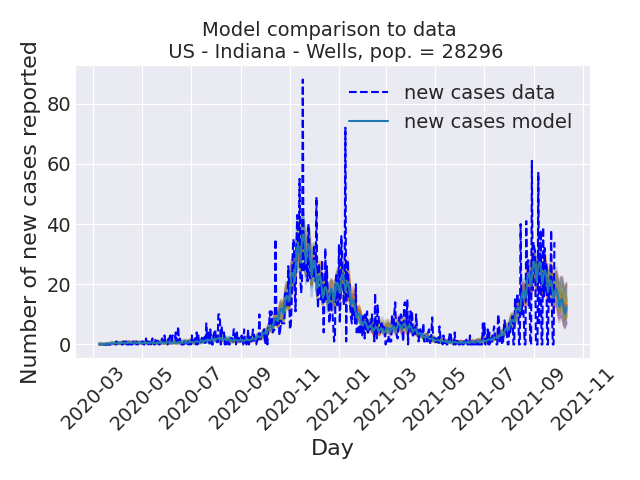 Model comparison to data
US - Indiana - Wells, pop. = 28296
Number of new cases reported
80
60
40
20
0
new cases data
new cases model
2020-03
2020-05
2020-07
2020-09
2020-11
2021-01
2021-03
2021-05
2021-07
2021-09
2021-11
Day